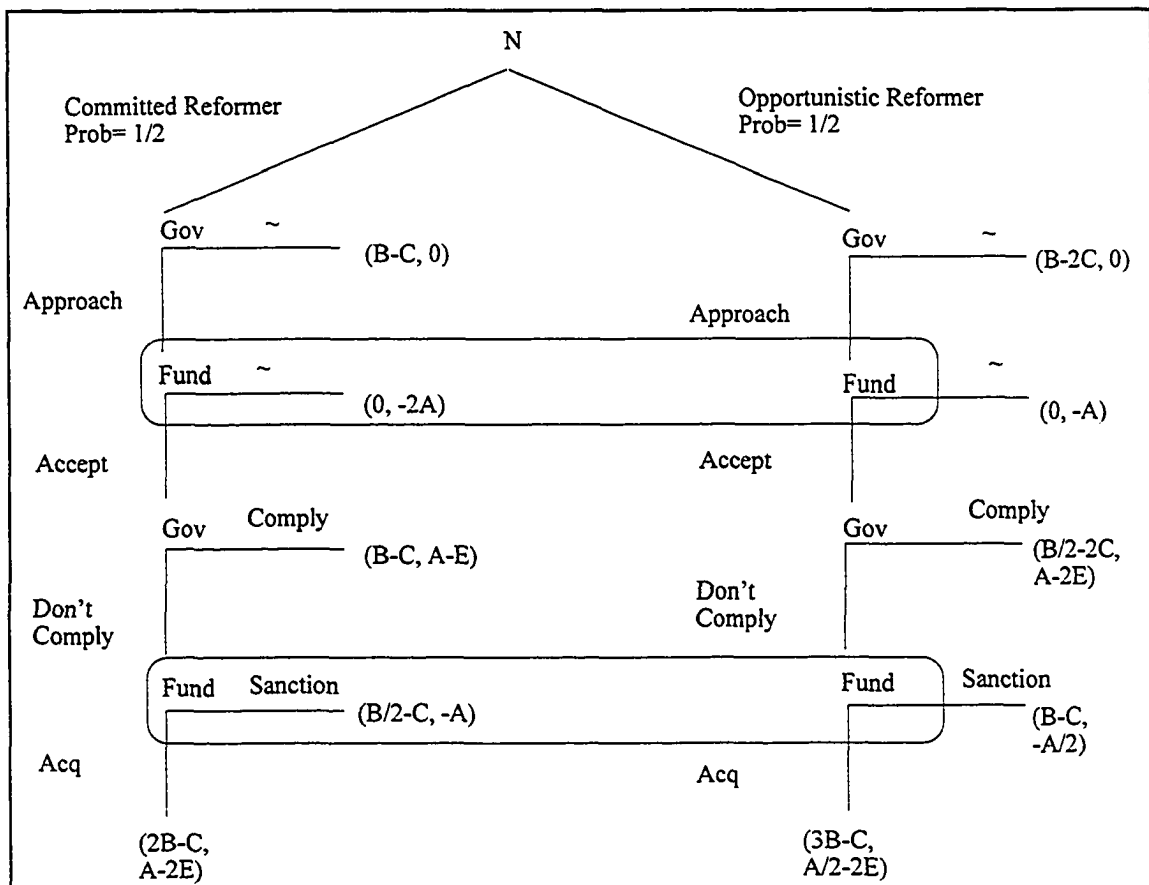 N
Committed Reformer
Prob= 1/2
Opportunistic Reformer
Prob= 1/2
Gov ~
(B-C, 0)
Gov ~
(B-2C, 0)
Approach
Approach
Fund ~
(0, -2A)
Fund ~
(0, -A)
Accept
Accept
Gov Comply
(B-C, A-E)
Gov Comply
(B/2-2C,
A-2E)
Don't
Comply
Don't
Comply
Fund Sanction
(B/2-C, -A)
Fund Sanction
(B-C,
-A/2)
Acq
Acq
(2B-C,
A-2E)
(3B-C,
A/2-2E)